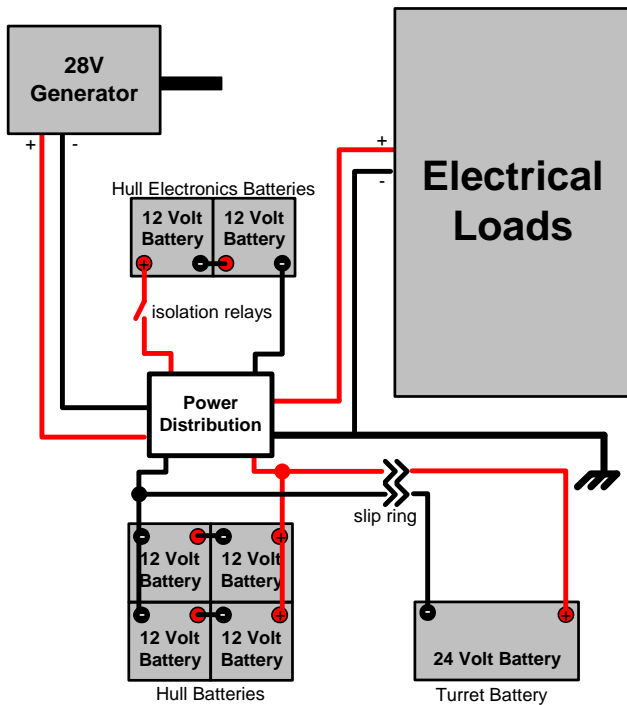 28V
Generator
+ -
+
-
Electrical
Loads
Hull Electronics Batteries
12 Volt
Battery
12 Volt
Battery
+ - -
isolation relays
Power
Distribution
slip ring
- - +
12 Volt
Battery
12 Volt
Battery
- - +
12 Volt
Battery
12 Volt
Battery
Hull Batteries
- +
24 Volt Battery
Turret Battery